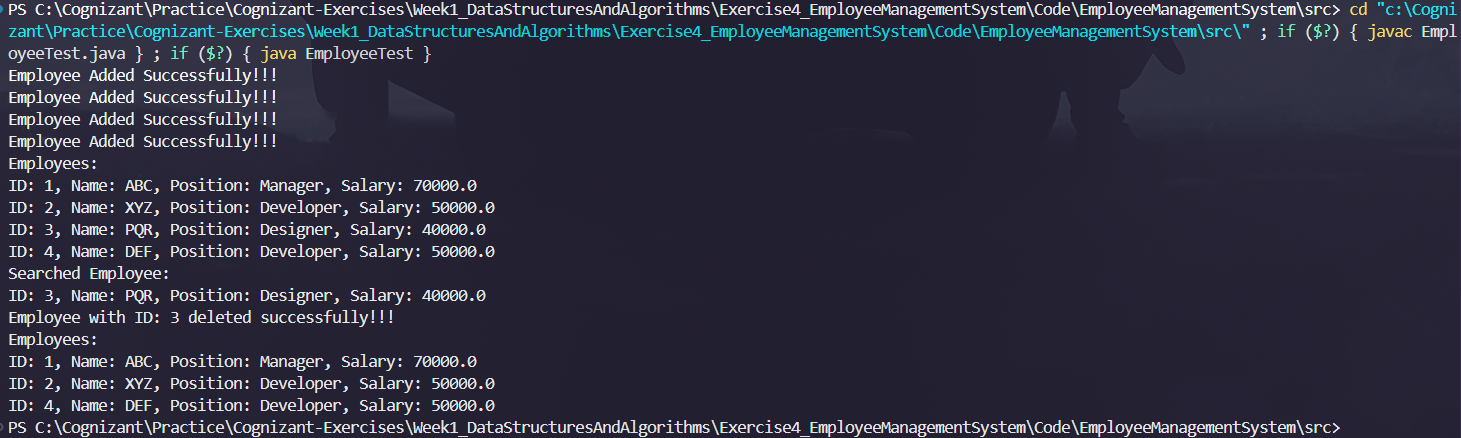 PS C:\Cognizant\Practice\Cognizant-Exercises\Week1_DataStructuresAndAlgorithms\Exercise4_EmployeeManagementSystem\Code\EmployeeManagementSystem\src> cd "c:\Cogni
zant\Practice\Cognizant-Exercises\Week1_DataStructuresAndAlgorithms\Exercise4_EmployeeManagementSystem\Code\EmployeeManagementSystem\src\" ; if ($?) { javac Empl
oyeeTest.java } ; if ($?) { java EmployeeTest }
Employee Added Successfully!!!
Employee Added Successfully!!!
Employee Added Successfully!!!
Employee Added Successfully!!!
Employees:
ID: 1, Name: ABC, Position: Manager, Salary: 70000.0
ID: 2, Name: XYZ, Position: Developer, Salary: 50000.0
ID: 3, Name: PQR, Position: Designer, Salary: 40000.0
ID: 4, Name: DEF, Position: Developer, Salary: 50000.0
Searched Employee:
ID: 3, Name: PQR, Position: Designer, Salary: 40000.0
Employee with ID: 3 deleted successfully!!!
Employees:
ID: 1, Name: ABC, Position: Manager, Salary: 70000.0
ID: 2, Name: XYZ, Position: Developer, Salary: 50000.0
ID: 4, Name: DEF, Position: Developer, Salary: 50000.0
PS C:\Cognizant\Practice\Cognizant-Exercises\Week1_DataStructuresAndAlgorithms\Exercise4_EmployeeManagementSystem\Code\EmployeeManagementSystem\src>